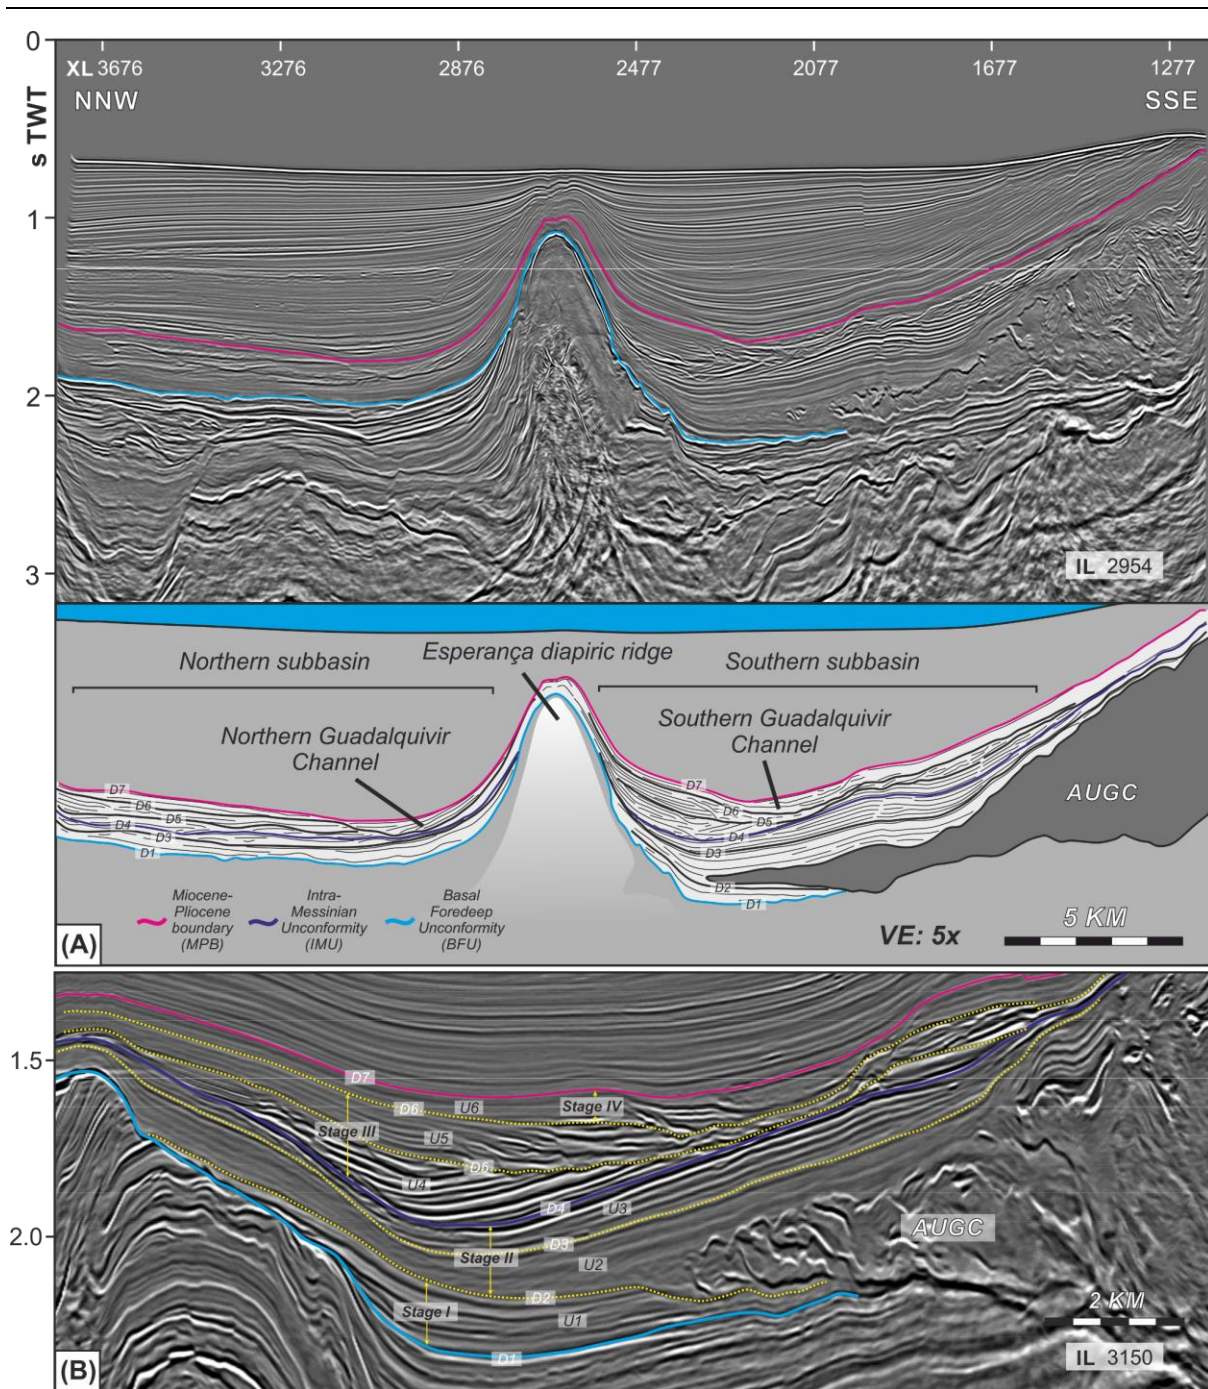 0
XL 3676 3276 2876 2477 2077 1677 1277
NNW SSE
s TWT
1
2
3
IL 2954
Northern subbasin
Esperança diapiric ridge
Southern subbasin
Northern Guadalquivir
Channel
Southern Guadalquivir
Channel
D7
D6
D5
D4
D3
D1
D7
D6
D5
D4
D3
D2
D1
AUGC
Miocene-
Pliocene
boundary
(MPB)
Intra-
Messinian
Unconformity
(IMU)
Basal
Foredeep
Unconformity
(BFU)
VE: 5x
5 KM
(A)
1.5
2.0
D7
D6
U6
Stage IV
Stage III
U5
D5
U4
D4
U3
D3
Stage II
U2
AUGC
D2
Stage I
U1
D1
2 KM
IL 3150
(B)